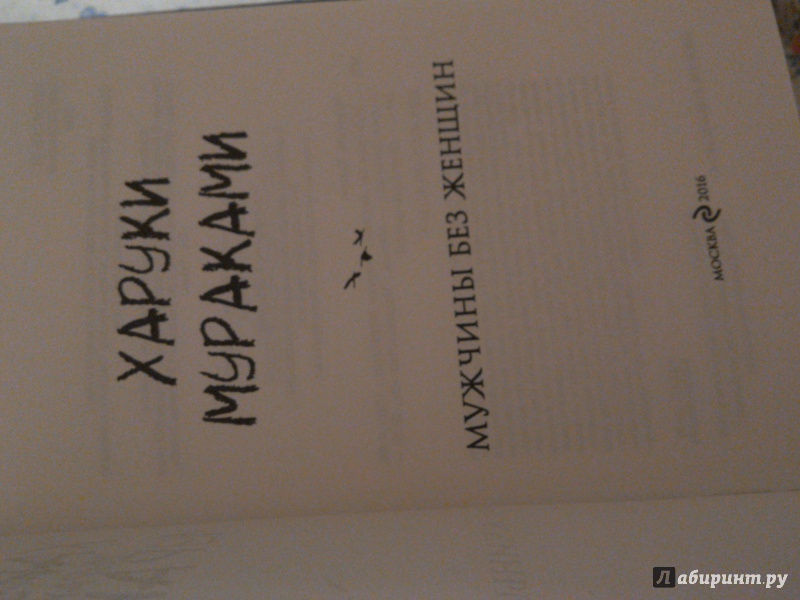 ХАРУКИ
МУРАКАМИ
МУЖЧИНЫ БЕЗ ЖЕНЩИН
МОСКВА 2016
Лабиринт.ру